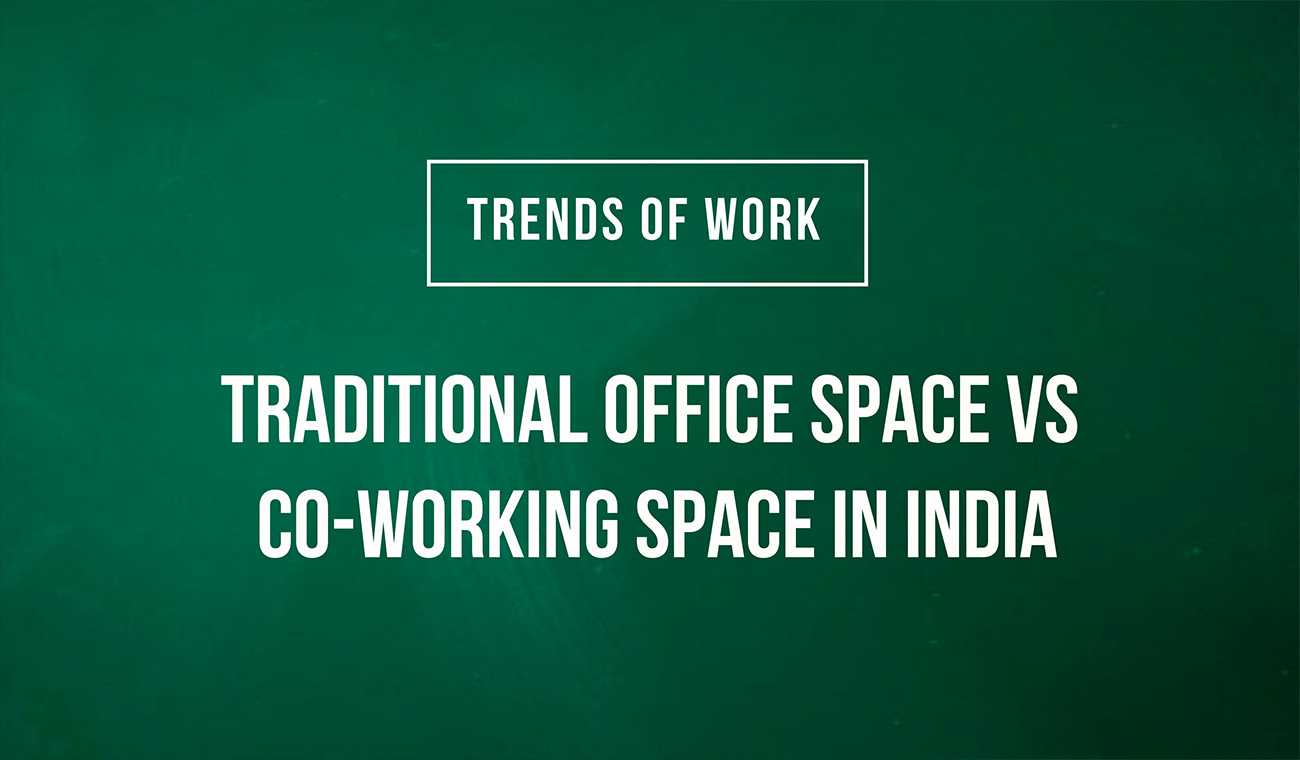 TRENDS OF WORK
TRADITIONAL OFFICE SPACE VS
CO-WORKING SPACE IN INDIA